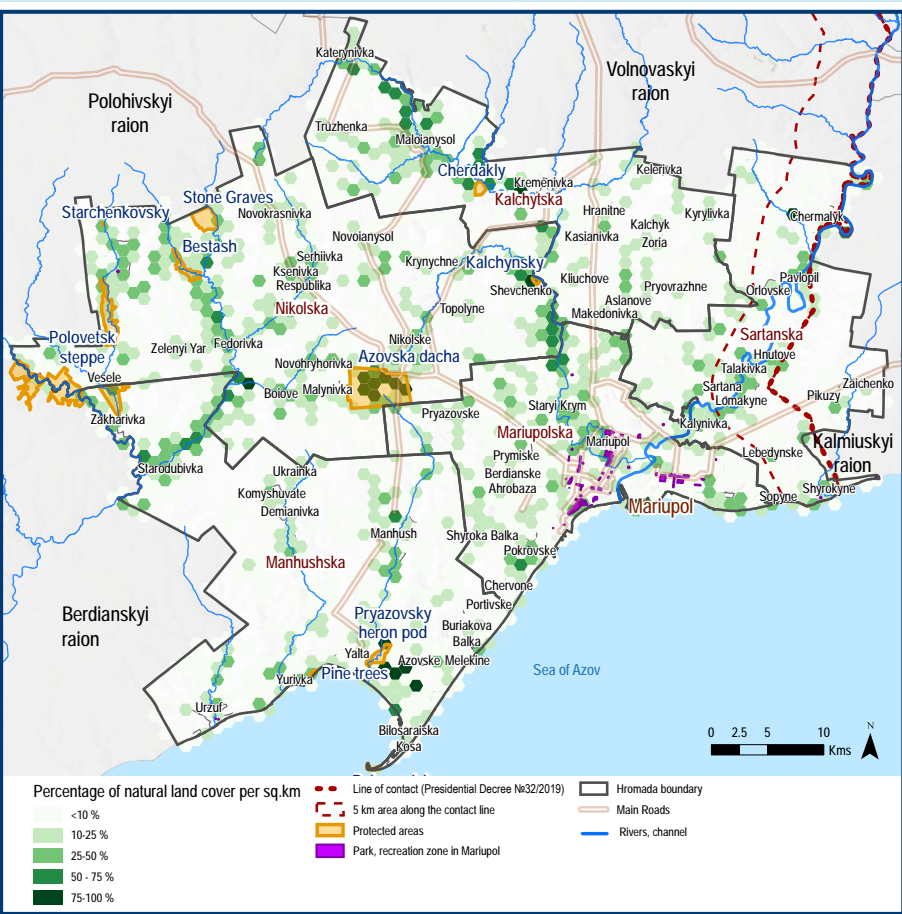 Katerynivka
Volnovaskyi
raion
Polohivskyi
raion
Truzhenka
Maloianysol
Cherdakly
Kremenivka
Kelerivka
Kalchytska
Stone Graves
Starchenkovsky
Novokrasnivka
Hranitne
Kyrylivka
Chermalyk
Kalchyk
Bestash
Novoianysol
Kasianivka
Zoria
Serhiivka
Krynychne
Kalchynsky
Ksenivka
Respublika
Shevchenko
Kliuchove
Pavlopil
Orlovske
Pryovrazhne
Nikolska
Topolyne
Aslanove
Makedonivka
Polovetsk
steppe
Zelenyi Yar
Fedorivka
Nikolske
Sartanska
Azovska dacha
Hnutove
Novohryhorivka
Talakivka
Vesele
Boiove
Malynivka
Sartana
Lomakyne
Pikuzy
Zaichenko
Zakharivka
Pryazovske
Staryi Krym
Kalynivka
Mariupolska
Mariupol
Kalmiuskyi
raion
Lebedynske
Prymiske
Starodubivka
Ukrainka
Berdianske
Ahrobaza
Shyrokyne
Sopyne
Komyshuvate
Demianivka
Mariupol
Manhush
Shyroka Balka
Pokrovske
Manhushska
Chervone
Berdianskyi
raion
Portivske
Pryazovsky
heron pod
Buriakova
Balka
Yalta
Azovske
Melekine
Sea of Azov
Pine trees
Yurivka
Urzuf
Bilosaraiska
Kosa
0 2.5 5 10
Kms
N
Percentage of natural land cover per sq.km
<10 %
10-25 %
25-50 %
50 - 75 %
75-100 %
Line of contact (Presidential Decree №32/2019)
5 km area along the contact line
Protected areas
Park, recreation zone in Mariupol
Hromada boundary
Main Roads
Rivers, channel